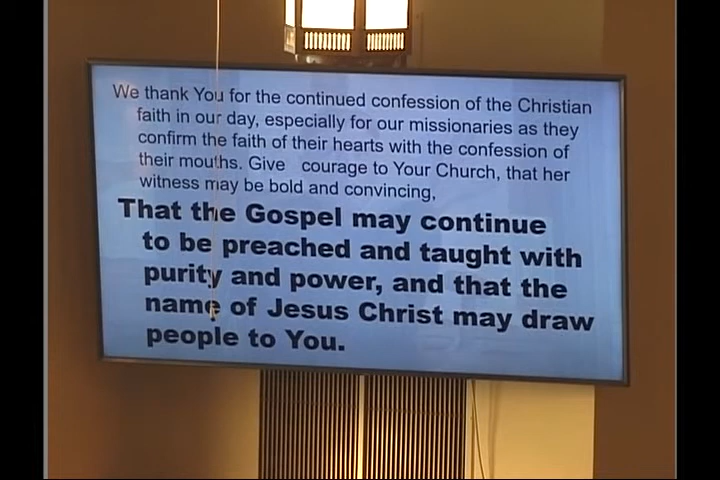 We thank You for the continued confession of the Christian
faith in our day, especially for our missionaries as they
confirm the faith of their hearts with the confession of
their mouths. Give courage to Your Church, that her
witness may be bold and convincing,
That the Gospel may continue
to be preached and taught with
purity and power, and that the
name of Jesus Christ may draw
people to You.